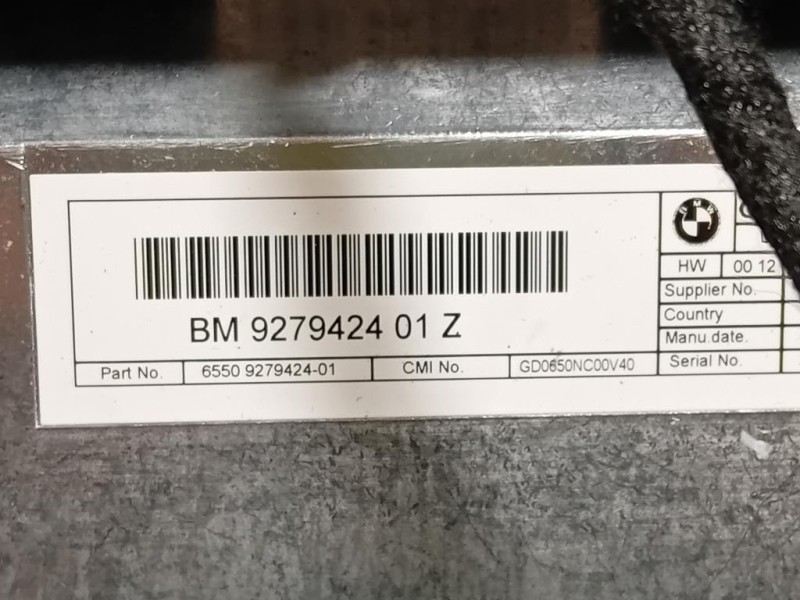 BMW
HW 00 12
Supplier No.
Country
Manu.date.
Serial No.
BM 9279424 01 Z
Part No. 6550 9279424-01 CMI No. GD0650NC00V40